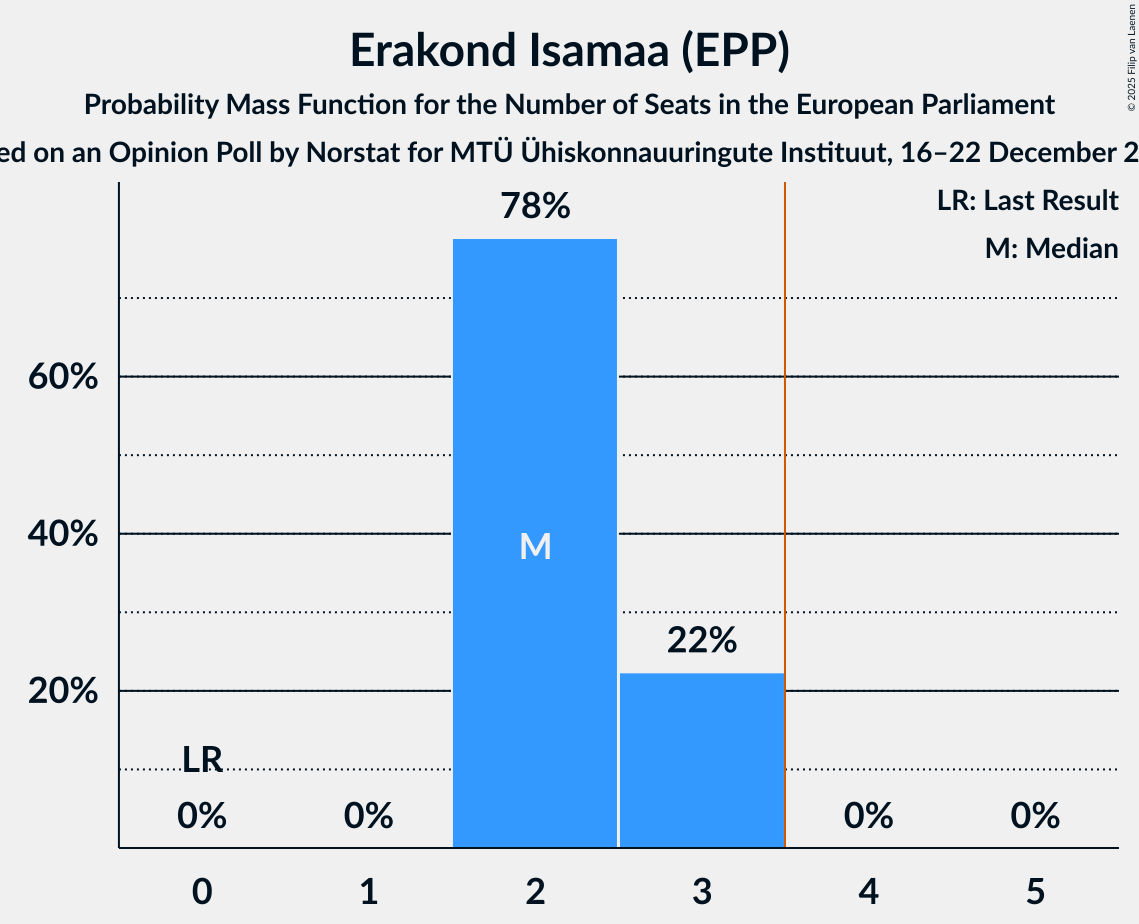 Erakond Isamaa (EPP)
Probability Mass Function for the Number of Seats in the European Parliament
ed on an Opinion Poll by Norstat for MTÜ Ühiskonnauuringute Instituut, 16–22 December 2
© 2025 Filip van Laenen
LR: Last Result
M: Median
78%
60%
40%
M
22%
20%
LR
0%
0%
0%
0%
0
1
2
3
4
5